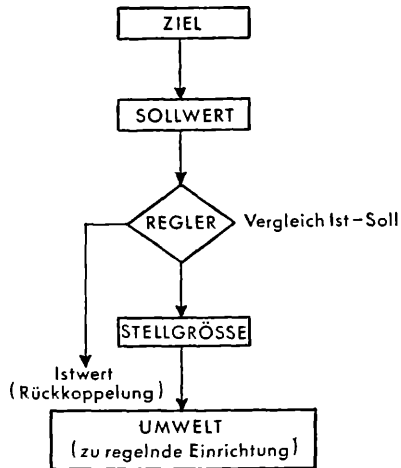 ZIEL
SOLLWERT
REGLER
Vergleich Ist-Soll
STELLGRÖSSE
Istwert
(Rückkoppelung)
UMWELT
(zu regelnde Einrichtung)